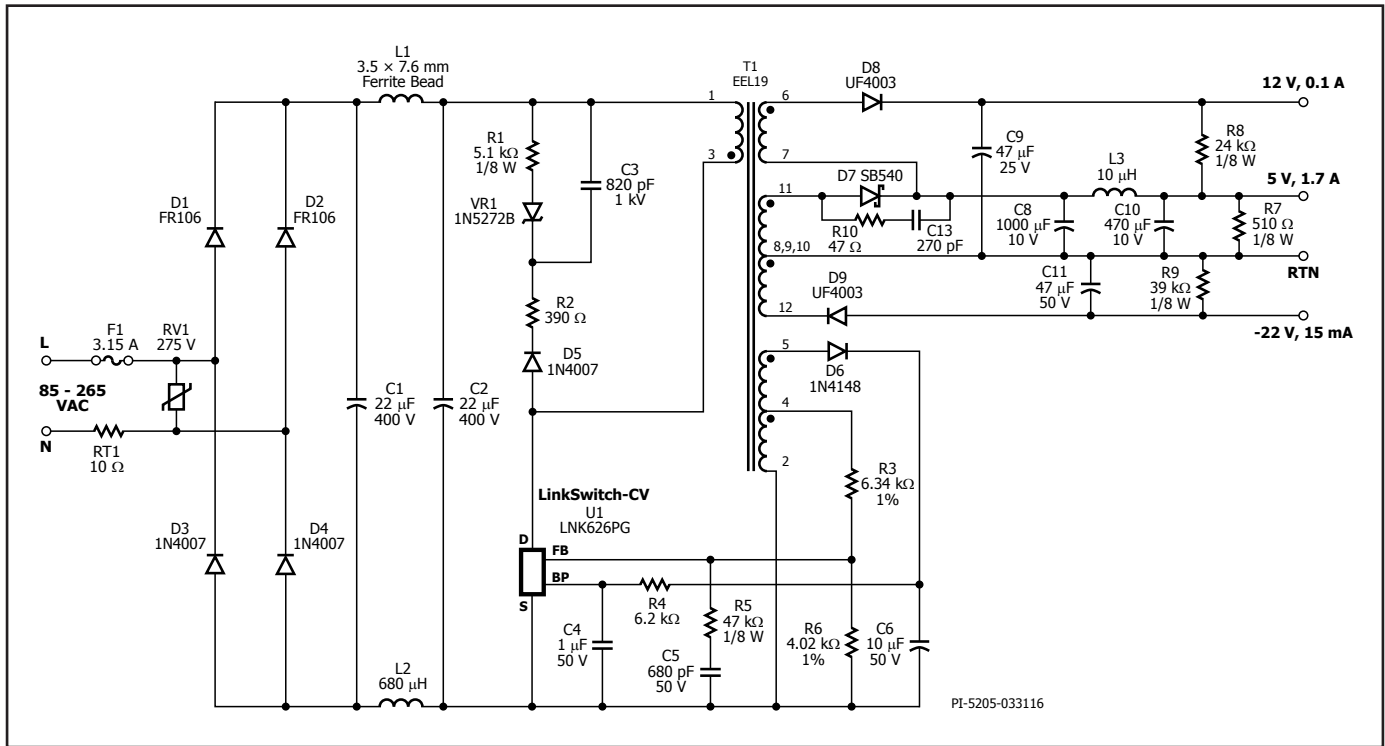 L1
3.5 × 7.6 mm
Ferrite Bead
T1
EEL19
D8
UF4003
12 V, 0.1 A
1
3
6
7
R1
5.1 kΩ
1/8 W
C3
820 pF
1 kV
VR1
1N5272B
C9
47 µF
25 V
R8
24 kΩ
1/8 W
D7 SB540
L3
10 µH
5 V, 1.7 A
11
D1
FR106
D2
FR106
R10
47 Ω
C13
270 pF
C8
1000 µF
10 V
C10
470 µF
10 V
R7
510 Ω
1/8 W
8,9,10
RTN
R2
390 Ω
D9
UF4003
C11
47 µF
50 V
R9
39 kΩ
1/8 W
12
-22 V, 15 mA
L
F1
3.15 A
RV1
275 V
D5
1N4007
5
D6
1N4148
85 - 265
VAC
C1
22 µF
400 V
C2
22 µF
400 V
4
N
RT1
10 Ω
2
R3
6.34 kΩ
1%
LinkSwitch-CV
U1
LNK626PG
D3
1N4007
D4
1N4007
D
FB
BP
S
R4
6.2 kΩ
R5
47 kΩ
1/8 W
C4
1 µF
50 V
C5
680 pF
50 V
R6
4.02 kΩ
1%
C6
10 µF
50 V
L2
680 µH
PI-5205-033116